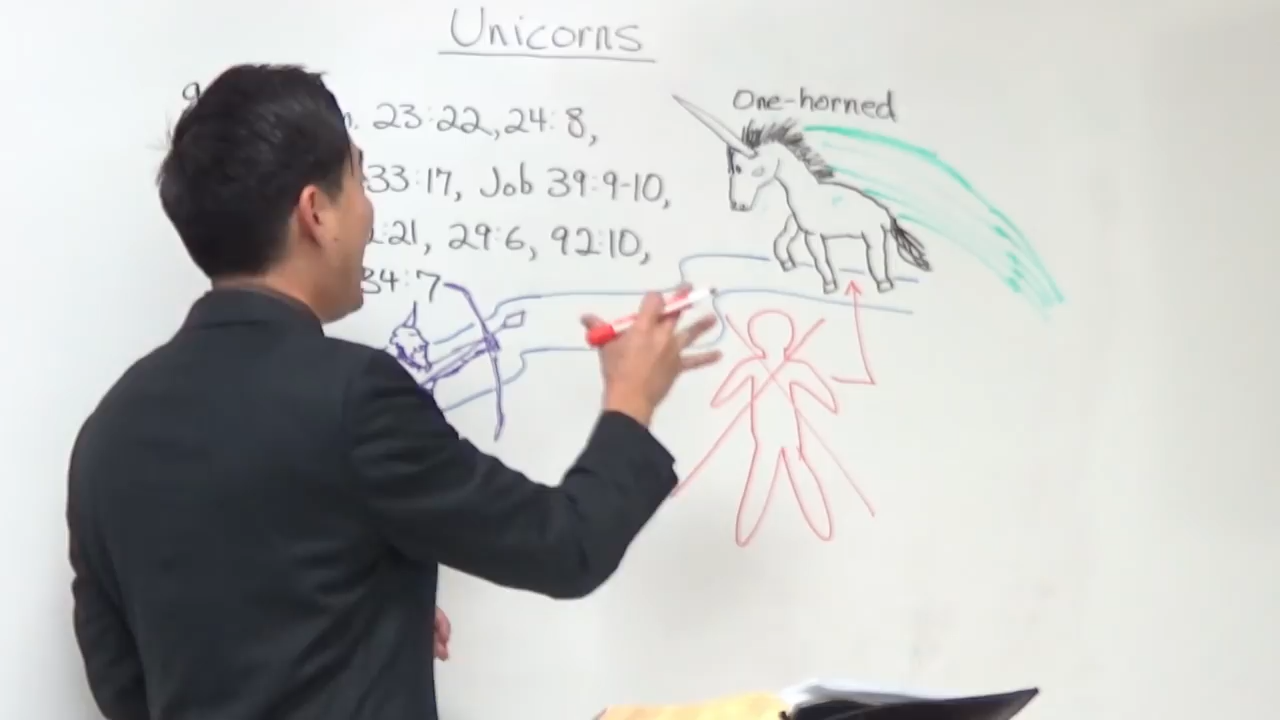 Unicorns
23:22, 24:8,
One-horned
33:17, Job 39:9-10,
:21, 29:6, 92:10,
34:7